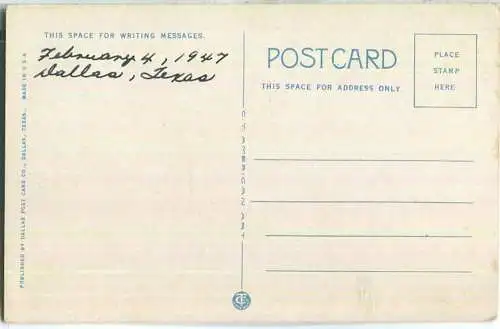 THIS SPACE FOR WRITING MESSAGES.
February 4, 1947
Dallas, Texas
POSTCARD
THIS SPACE FOR ADDRESS ONLY.
PLACE
STAMP
HERE
PUBLISHED BY DALLAS POST CARD CO., DALLAS, TEXAS. MADE IN U.S.A.